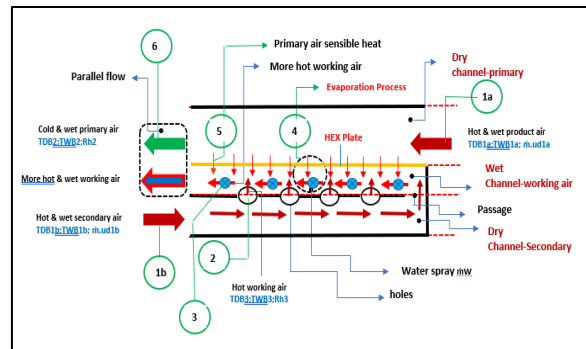 6
Primary air sensible heat
More hot working air
Dry
channel-primary
Parallel flow
1a
Evaporation Process
Cold & wet primary air
TDB2;TWB2;Rh2
5
4
HEX Plate
Hot & wet product air
TDB1a;TWB1a; ṁ.ud1a
More hot & wet working air
Wet
Channel-working air
Hot & wet secondary air
TDB1b;TWB1b; ṁ.ud1b
Passage
Dry
Channel-Secondary
1b
2
Water spray ṁw
Hot working air
TDB3;TWB3;Rh3
holes
3